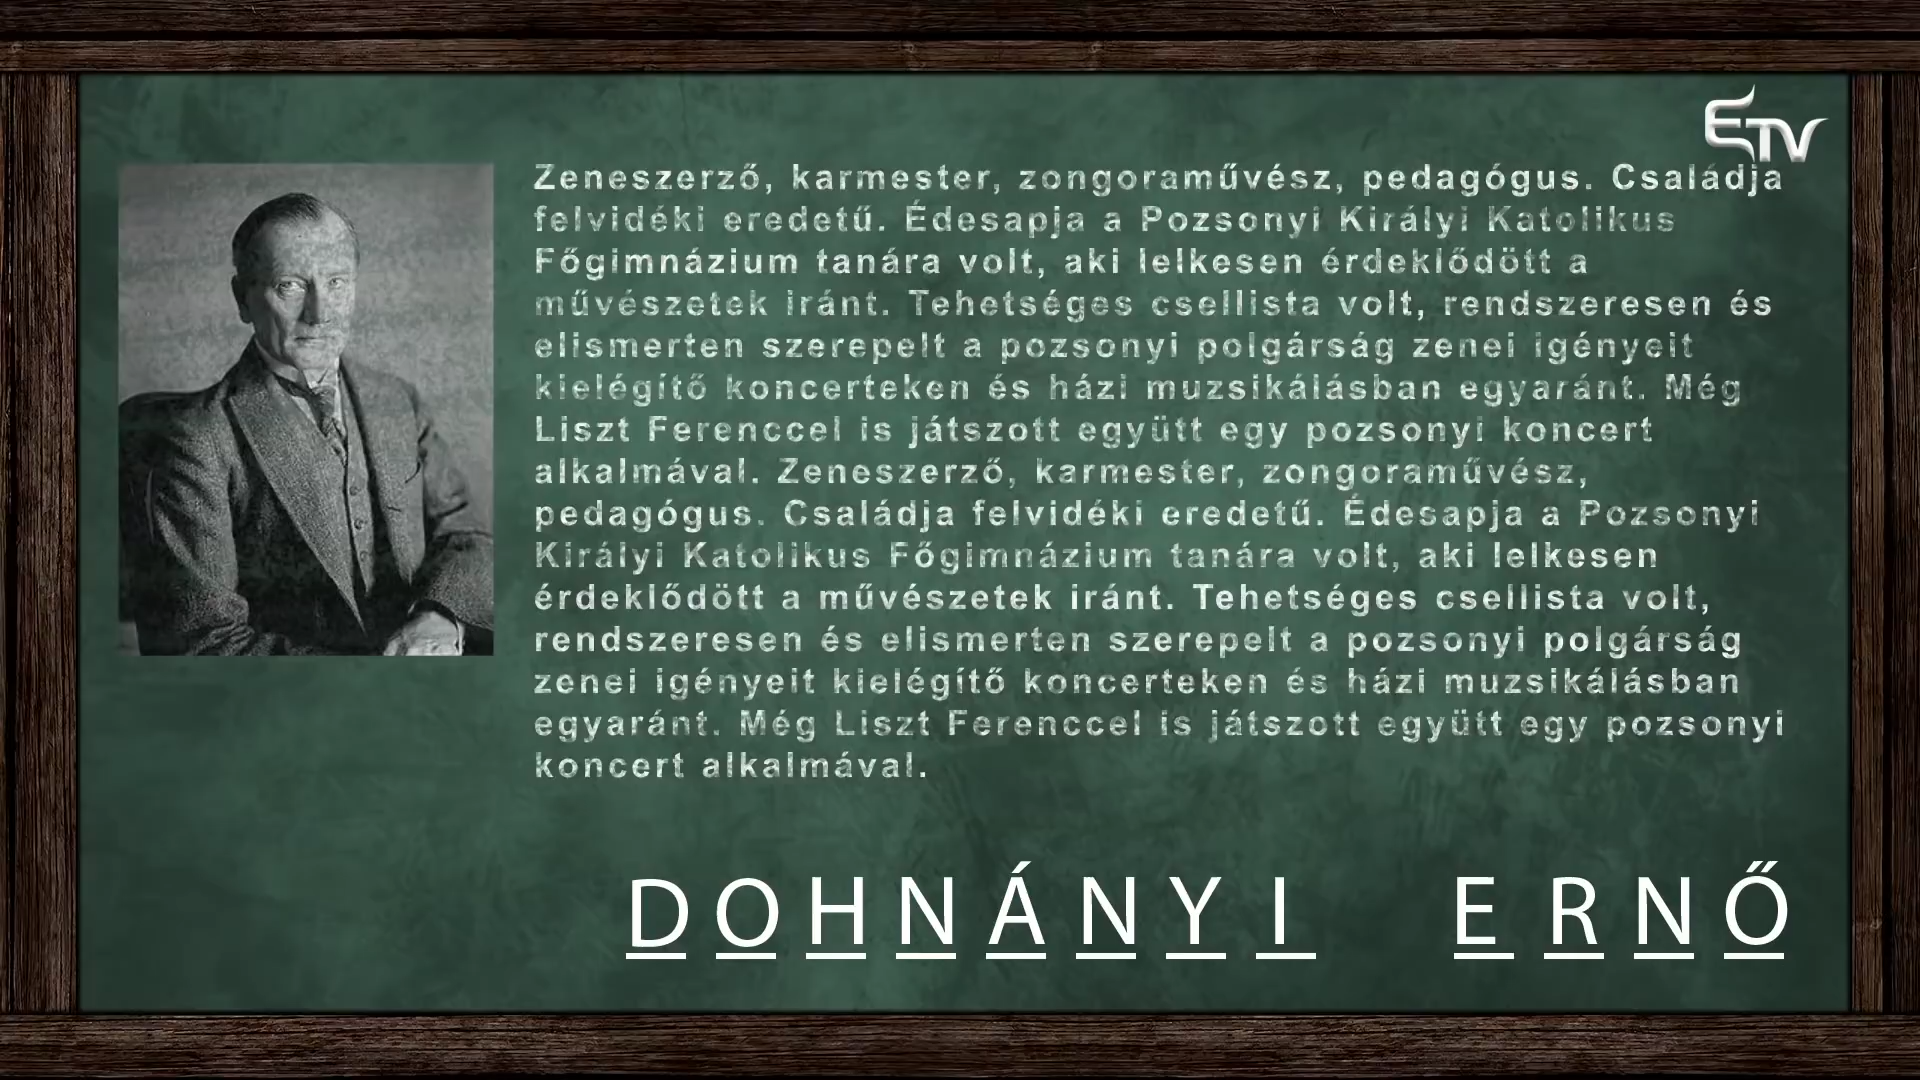 ETV
Zeneszerző, karmester, zongoraművész, pedagógus. Családja
felvidéki eredetű. Édesapja a Pozsonyi Királyi Katolikus
Főgimnázium tanára volt, aki lelkesen érdeklődött a
művészetek iránt. Tehetséges csellista volt, rendszeresen és
elismerten szerepelt a pozsonyi polgárság zenei igényeit
kielégítő koncerteken és házi muzsikálásban egyaránt. Még
Liszt Ferenccel is játszott együtt egy pozsonyi koncert
alkalmával. Zeneszerző, karmester, zongoraművész,
pedagógus. Családja felvidéki eredetű. Édesapja a Pozsonyi
Királyi Katolikus Főgimnázium tanára volt, aki lelkesen
érdeklődött a művészetek iránt. Tehetséges csellista volt,
rendszeresen és elismerten szerepelt a pozsonyi polgárság
zenei igényeit kielégítő koncerteken és házi muzsikálásban
egyaránt. Még Liszt Ferenccel is játszott együtt egy pozsonyi
koncert alkalmával.
DOHNÁNYI ERNŐ